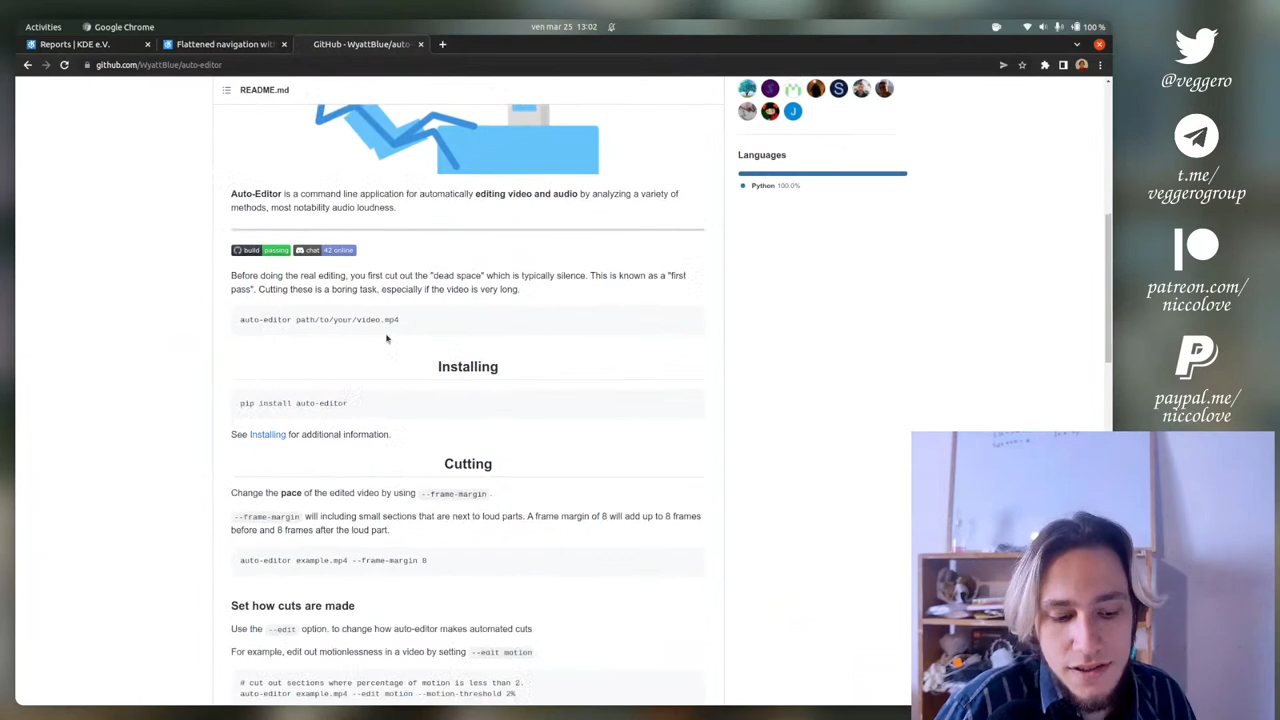 Activities
Google Chrome
ven mar 25 13:02
100 %
Reports | KDE e.V.
Flattened navigation with
GitHub - WyattBlue/auto-
github.com/WyattBlue/auto-editor
README.md
Auto-Editor is a command line application for automatically editing video and audio by analyzing a variety of
methods, most notability audio loudness.
build passing
chat 42 online
Before doing the real editing, you first cut out the "dead space" which is typically silence. This is known as a "first
pass". Cutting these is a boring task, especially if the video is very long.
auto-editor path/to/your/video.mp4
Installing
pip install auto-editor
See Installing for additional information.
Cutting
Change the pace of the edited video by using --frame-margin.
--frame-margin will including small sections that are next to loud parts. A frame margin of 8 will add up to 8 frames
before and 8 frames after the loud part.
auto-editor example.mp4 --frame-margin 8
Set how cuts are made
Use the --edit option. to change how auto-editor makes automated cuts
For example, edit out motionlessness in a video by setting --edit motion
# cut out sections where percentage of motion is less than 2.
auto-editor example.mp4 --edit motion --motion-threshold 2%
S
J
Languages
Python 100.0%
@veggero
t.me/
veggerogroup
patreon.com/
niccolove
paypal.me/
niccolove